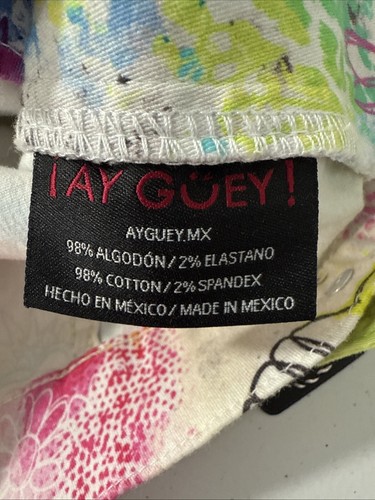 ¡AY GÜEY!
AYGUEY.MX
98% ALGODÓN / 2% ELASTANO
98% COTTON / 2% SPANDEX
HECHO EN MÉXICO / MADE IN MEXICO